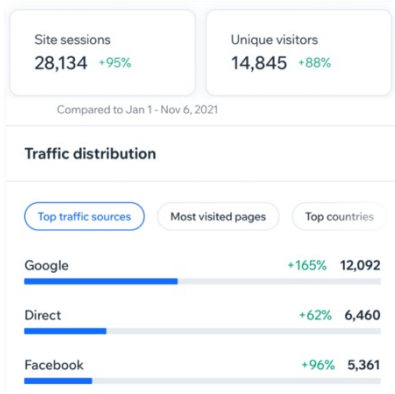 Site sessions
Unique visitors
28,134 +95%
14,845 +88%
Compared to Jan 1 - Nov 6, 2021
Traffic distribution
Top traffic sources
Most visited pages
Top countries
Google +165% 12,092
Direct +62% 6,460
Facebook +96% 5,361